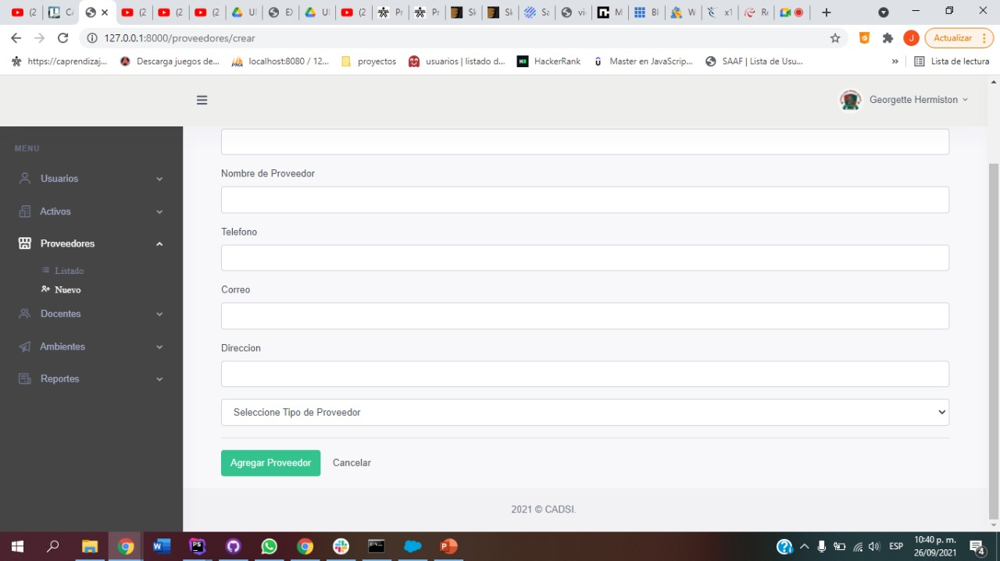 (2
C
(2
(2
(2
UI
EX
UI
(2
Pr
Pr
Sk
Sk
Sa
vi
M
Bl
W
x1
Re
127.0.0.1:8000/proveedores/crear
J
Actualizar
https://caprendizaj...
Descarga juegos de...
localhost:8080 / 12...
proyectos
usuarios | listado d...
HackerRank
Master en JavaScrip...
SAAF | Lista de Usu...
»
Lista de lectura
Georgette Hermiston
MENU
Usuarios
Activos
Proveedores
Listado
Nuevo
Docentes
Ambientes
Reportes
Nombre de Proveedor
Telefono
Correo
Direccion
Seleccione Tipo de Proveedor
Agregar Proveedor
Cancelar
2021 © CADSI.
ESP
10:40 p. m.
26/09/2021
4